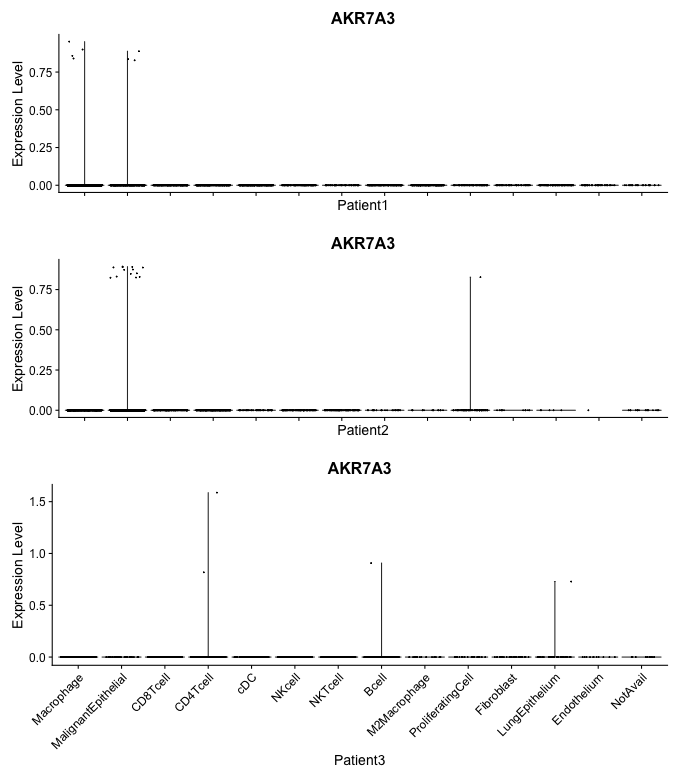 AKR7A3
Expression Level
0.75
0.50
0.25
0.00
Patient1
AKR7A3
Expression Level
0.75
0.50
0.25
0.00
Patient2
AKR7A3
Expression Level
1.5
1.0
0.5
0.0
Macrophage
MalignantEpithelial
CD8Tcell
CD4Tcell
cDC
NKcell
NKTcell
Bcell
M2Macrophage
ProliferatingCell
Fibroblast
LungEpithelium
Endothelium
NotAvail
Patient3